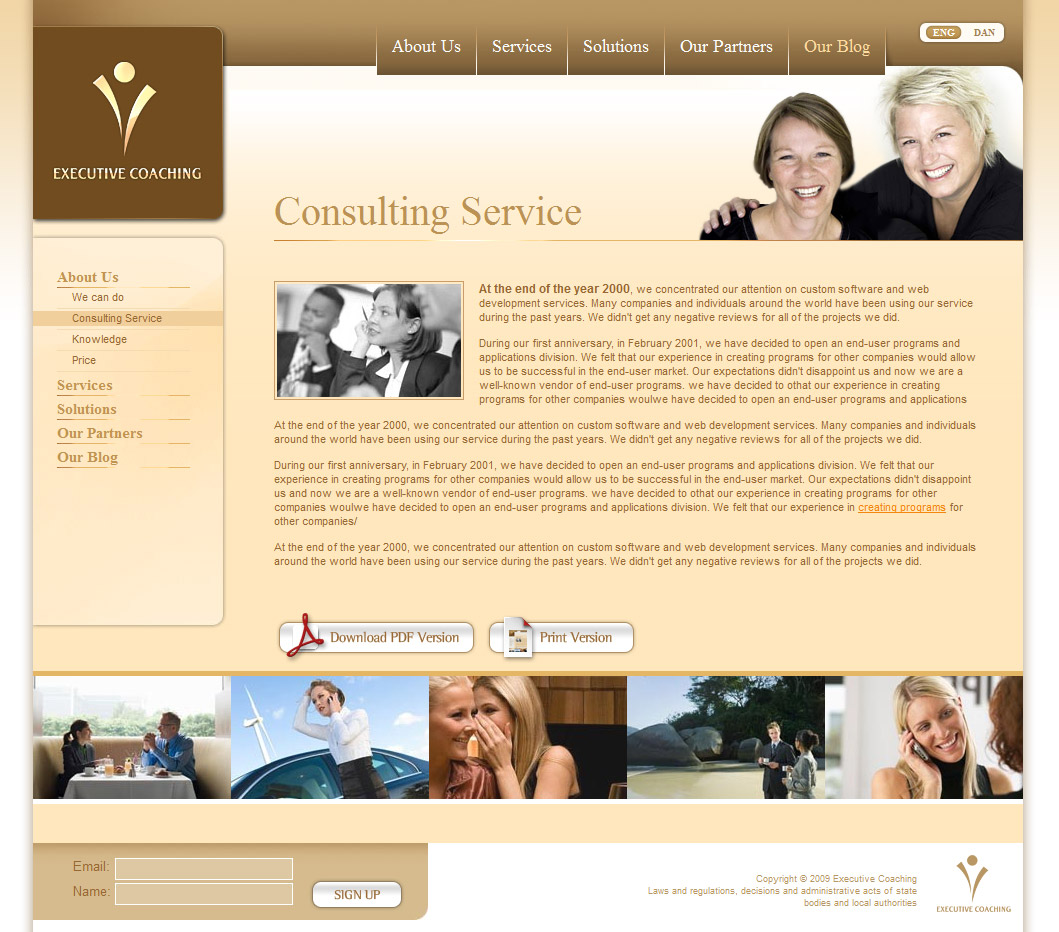 About Us
Services
Solutions
Our Partners
Our Blog
ENG
DAN
EXECUTIVE COACHING
Consulting Service
About Us
We can do
Consulting Service
Knowledge
Price
Services
Solutions
Our Partners
Our Blog
At the end of the year 2000, we concentrated our attention on custom software and web
development services. Many companies and individuals around the world have been using our service
during the past years. We didn't get any negative reviews for all of the projects we did.
During our first anniversary, in February 2001, we have decided to open an end-user programs and
applications division. We felt that our experience in creating programs for other companies would allow
us to be successful in the end-user market. Our expectations didn't disappoint us and now we are a
well-known vendor of end-user programs. we have decided to othat our experience in creating
programs for other companies woulwe have decided to open an end-user programs and applications
At the end of the year 2000, we concentrated our attention on custom software and web development services. Many companies and individuals
around the world have been using our service during the past years. We didn't get any negative reviews for all of the projects we did.
During our first anniversary, in February 2001, we have decided to open an end-user programs and applications division. We felt that our
experience in creating programs for other companies would allow us to be successful in the end-user market. Our expectations didn't disappoint
us and now we are a well-known vendor of end-user programs. we have decided to othat our experience in creating programs for other
companies woulwe have decided to open an end-user programs and applications division. We felt that our experience in creating programs for
other companies/
At the end of the year 2000, we concentrated our attention on custom software and web development services. Many companies and individuals
around the world have been using our service during the past years. We didn't get any negative reviews for all of the projects we did.
Download PDF Version
Print Version
Email:
Name:
SIGN UP
Copyright © 2009 Executive Coaching
Laws and regulations, decisions and administrative acts of state
bodies and local authorities
EXECUTIVE COACHING